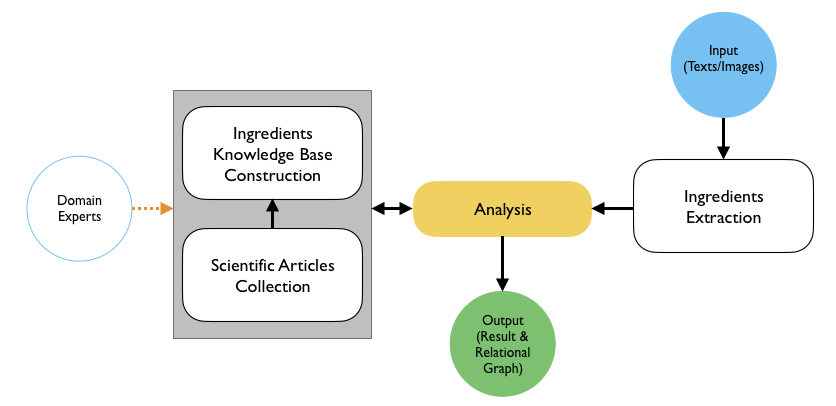 Input
(Texts/Images)
Ingredients
Knowledge Base
Construction
Domain
Experts
Analysis
Ingredients
Extraction
Scientific Articles
Collection
Output
(Result &
Relational
Graph)